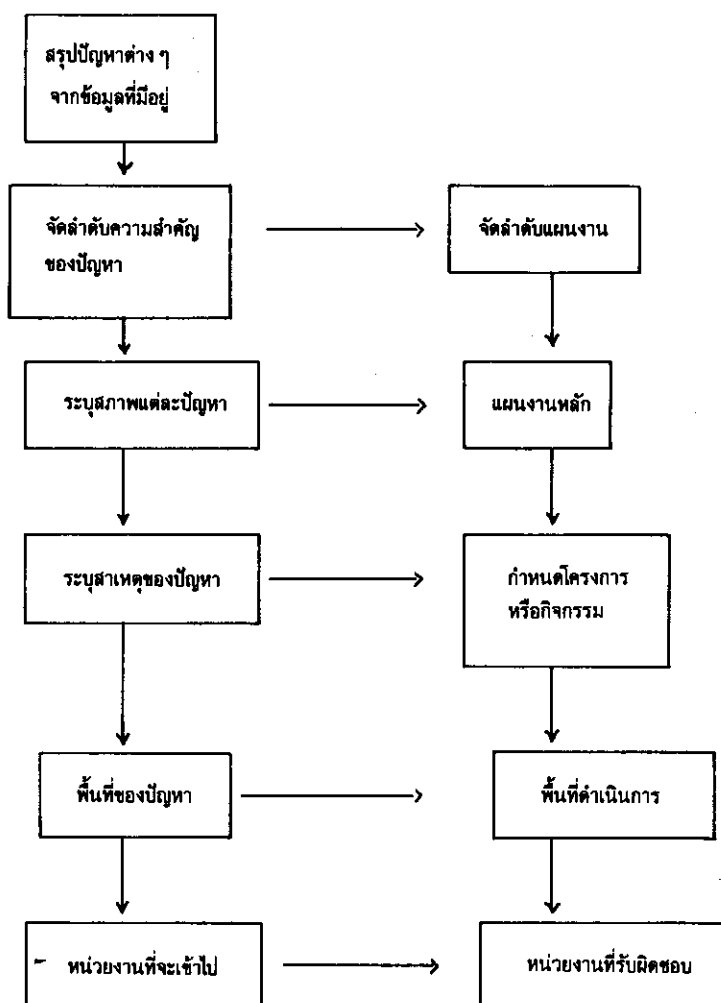 สรุปปัญหาต่าง ๆ
จากข้อมูลที่มีอยู่
จัดลำดับความสำคัญ
ของปัญหา
จัดลำดับแผนงาน
ระบุสภาพแต่ละปัญหา
แผนงานหลัก
ระบุสาเหตุของปัญหา
กำหนดโครงการ
หรือกิจกรรม
พื้นที่ของปัญหา
พื้นที่ดำเนินการ
หน่วยงานที่จะเข้าไป
หน่วยงานที่รับผิดชอบ